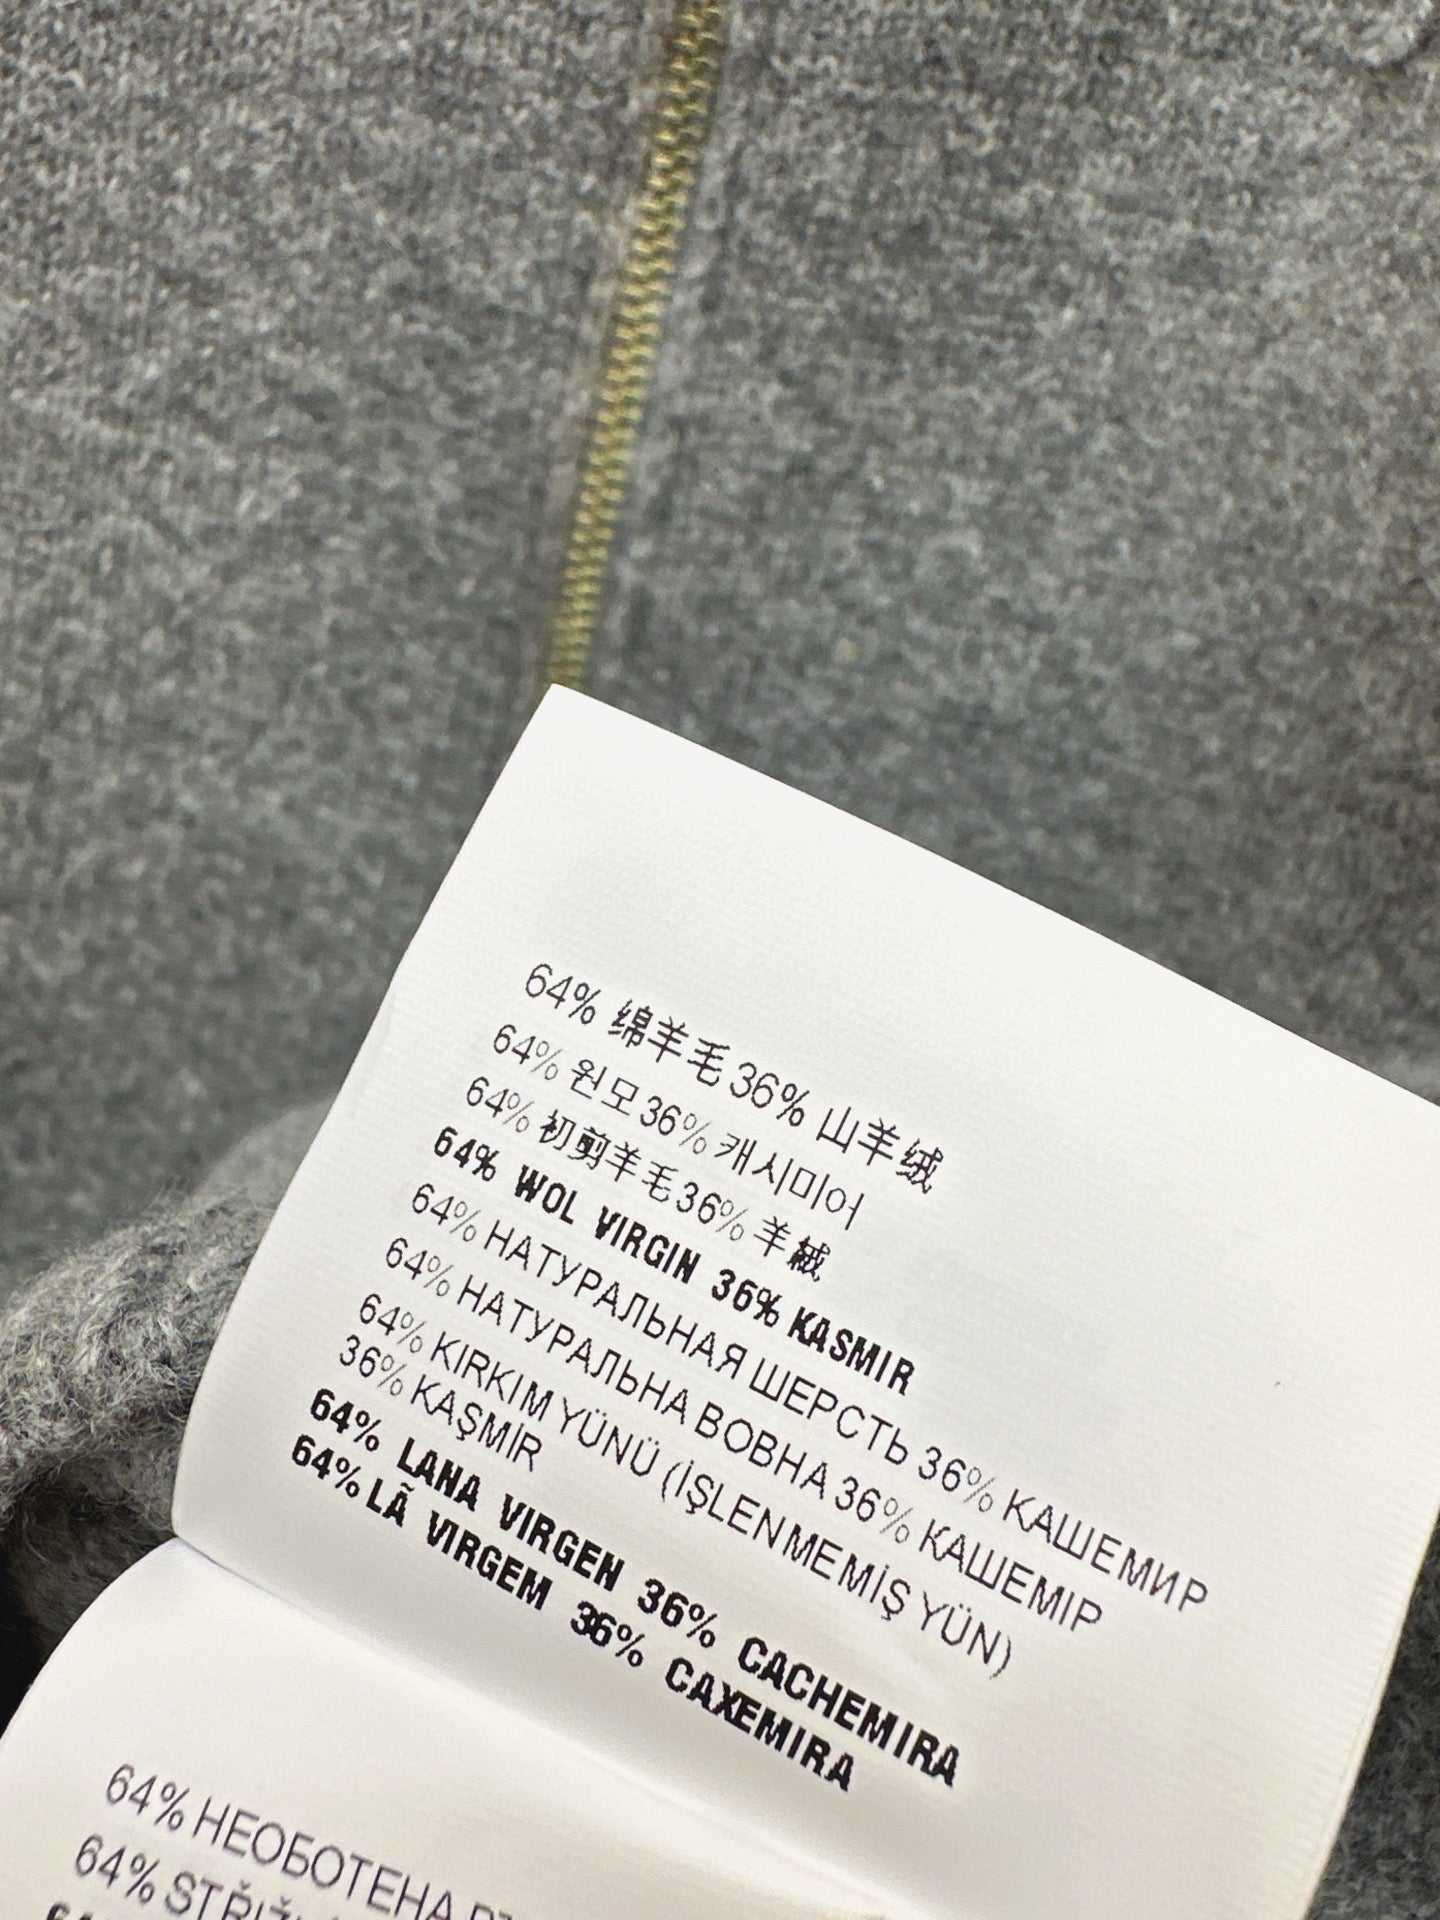 64% 绵羊毛 36% 山羊绒
64% 원모 36% 캐시미어
64% 初剪羊毛 36% 羊絨
64% WOL VIRGIN 36% KASMIR
64% НАТУРАЛЬНАЯ ШЕРСТЬ 36% КАШЕМИР
64% НАТУРАЛЬНА ВОВНА 36% КАШЕМІР
64% KIRKIM YÜNÜ (İŞLENMEMİŞ YÜN)
36% KAŞMİR
64% LANA VIRGEN 36% CACHEMIRA
64% LÃ VIRGEM 36% CAXEMIRA
64% НЕОБОТЕНА
64%